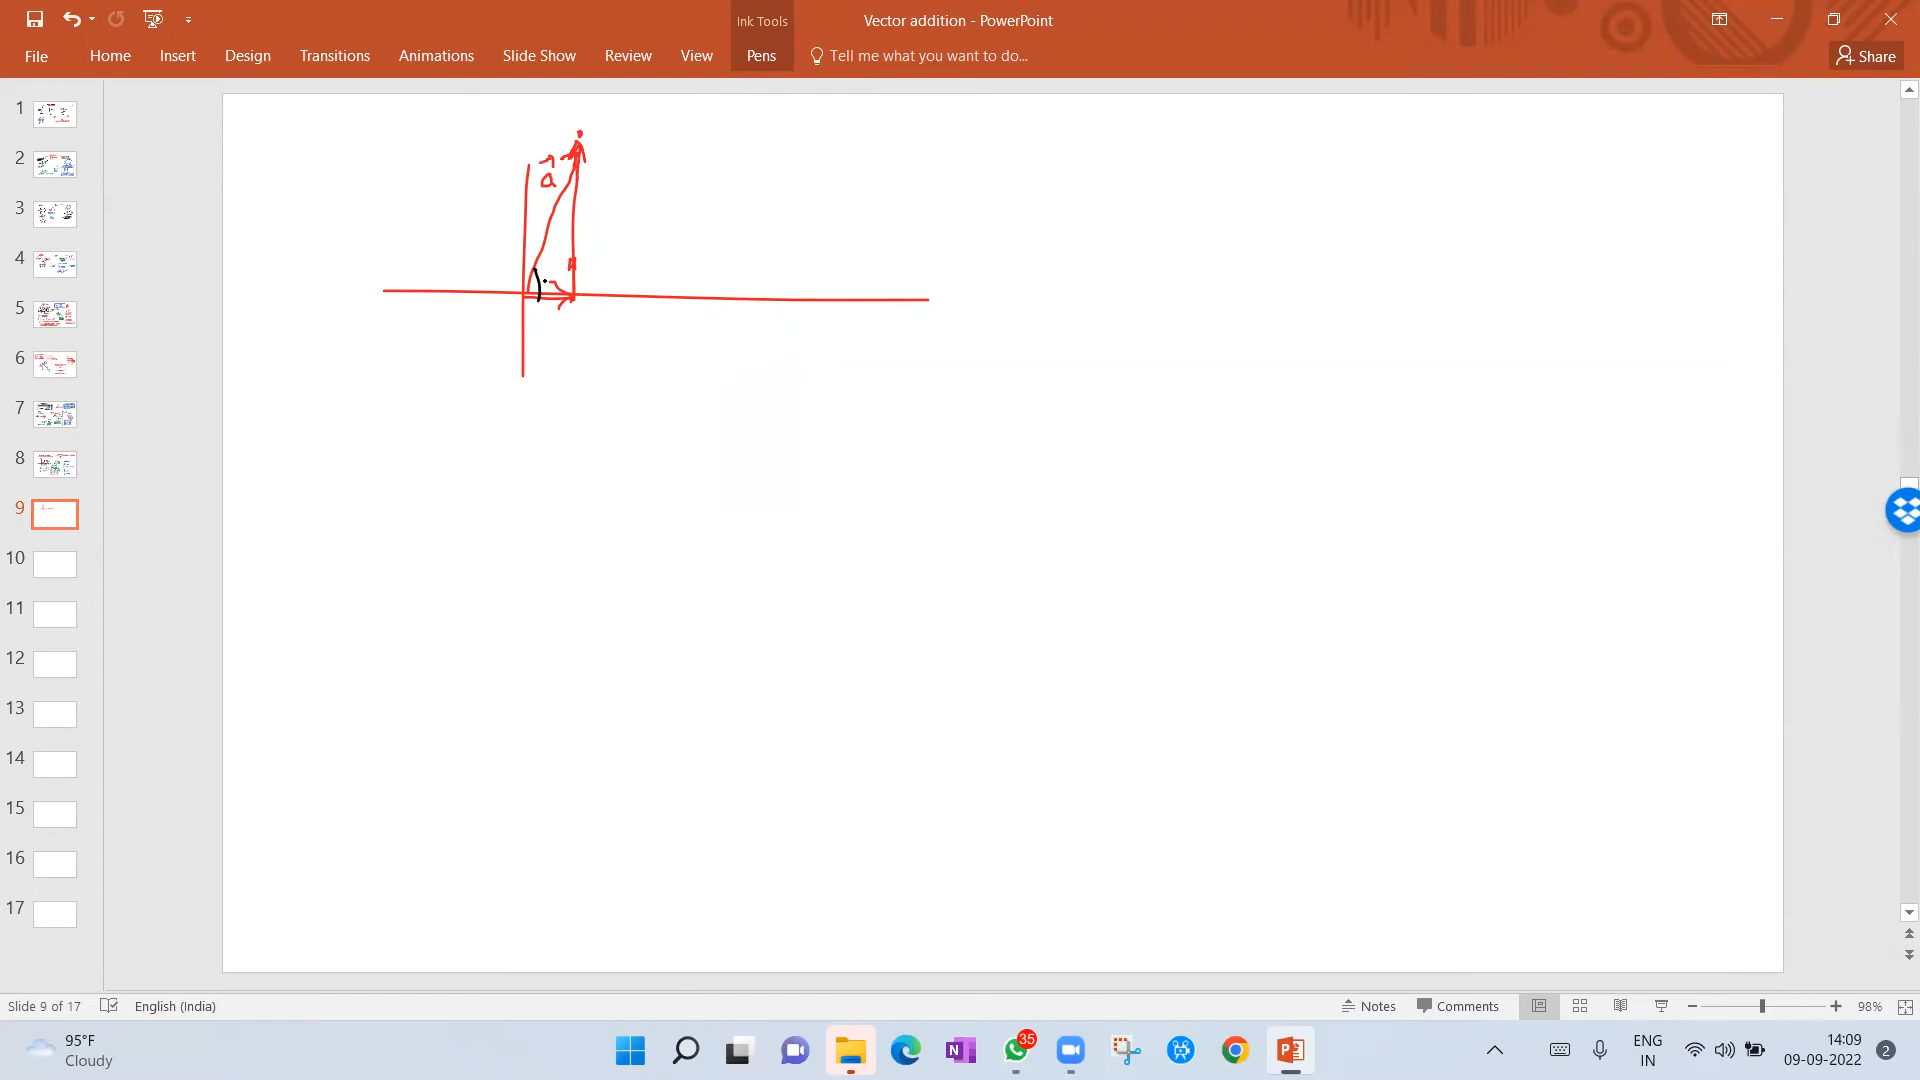 Ink Tools
Vector addition - PowerPoint
File Home Insert Design Transitions Animations Slide Show Review View Pens Tell me what you want to do... Share
1
2
3
4
5
6
7
8
9
10
11
12
13
14
15
16
17
a
Slide 9 of 17 English (India) Notes Comments 98%
95°F
Cloudy
35
ENG
IN
14:09
09-09-2022
2